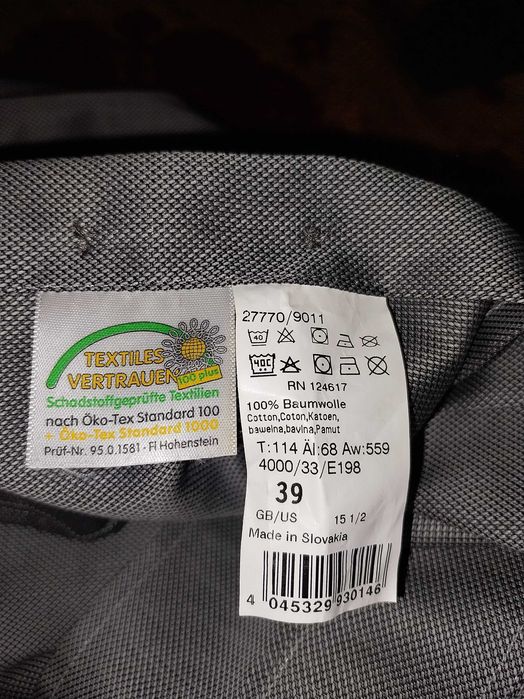 TEXTILES
VERTRAUEN
100 plus
Schadstoffgeprüfte Textilien
nach Öko-Tex Standard 100
+ Öko-Tex Standard 1000
Prüf-Nr. 95.0.1581 - FI Hohenstein
27770/9011
40
40C
RN 124617
100% Baumwolle
Cotton,Coton,Katoen,
baweina,bavina,Pamut
T:114 Äl:68 Aw:559
4000/33/E198
39
GB/US 15 1/2
Made in Slovakia
4 045329 930146